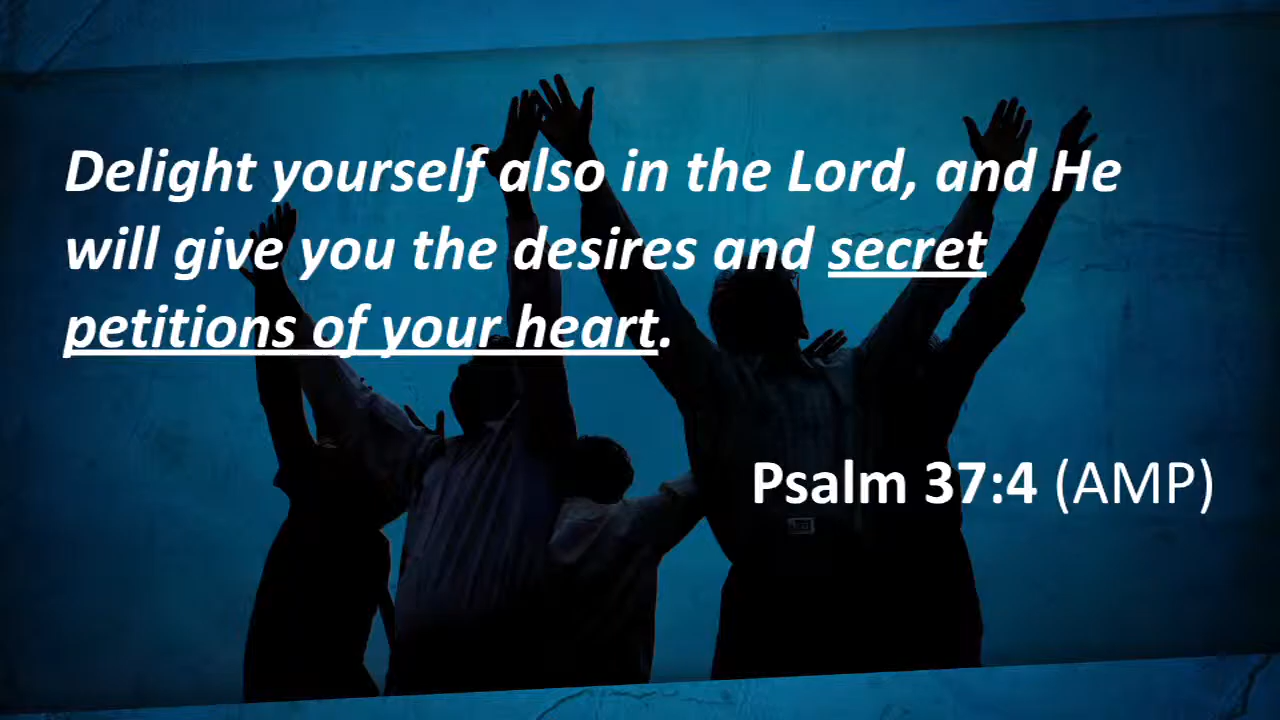 Delight yourself also in the Lord, and He
will give you the desires and secret
petitions of your heart.
Psalm 37:4 (AMP)